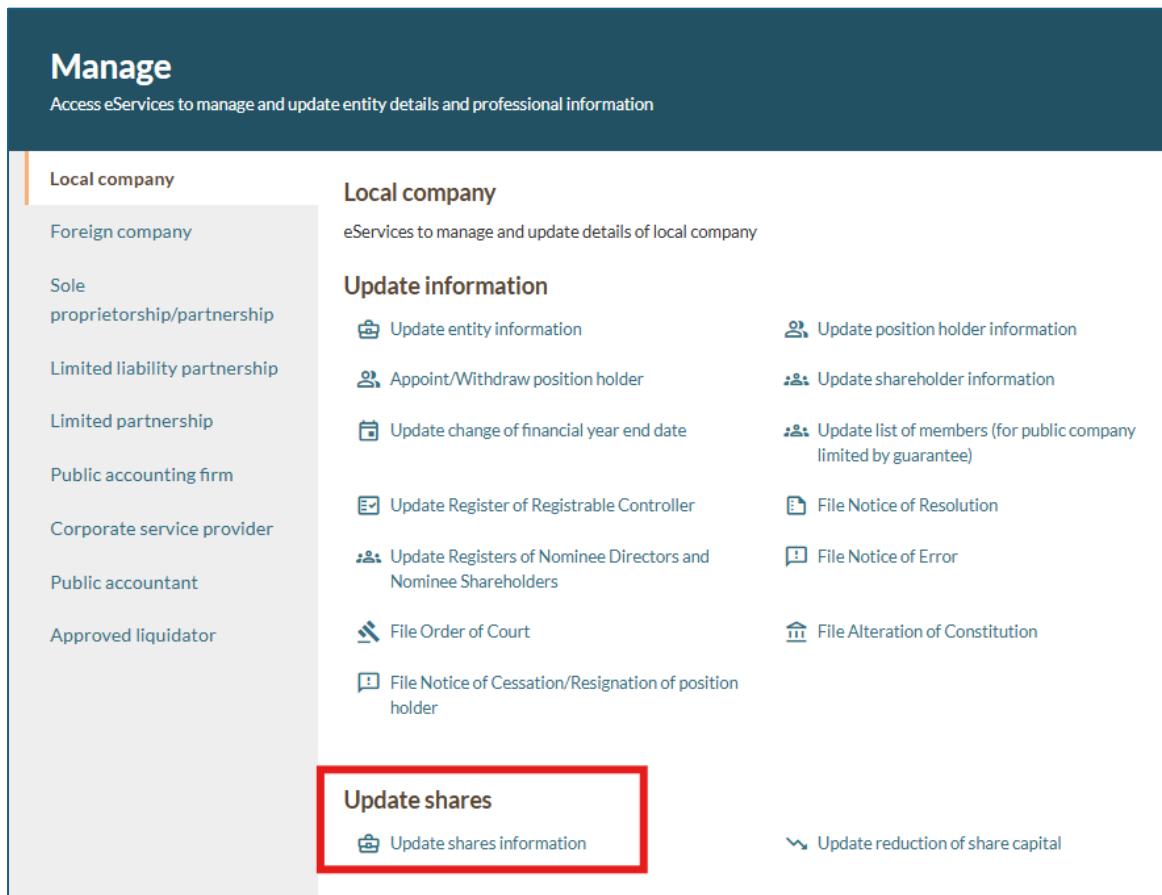 Manage
Access eServices to manage and update entity details and professional information
Local company
Foreign company
Sole
proprietorship/partnership
Limited liability partnership
Limited partnership
Public accounting firm
Corporate service provider
Public accountant
Approved liquidator
Local company
eServices to manage and update details of local company
Update information
Update entity information
Update position holder information
Appoint/Withdraw position holder
Update shareholder information
Update change of financial year end date
Update list of members (for public company
limited by guarantee)
Update Register of Registrable Controller
File Notice of Resolution
Update Registers of Nominee Directors and
Nominee Shareholders
File Notice of Error
File Order of Court
File Alteration of Constitution
File Notice of Cessation/Resignation of position
holder
Update shares
Update shares information
Update reduction of share capital